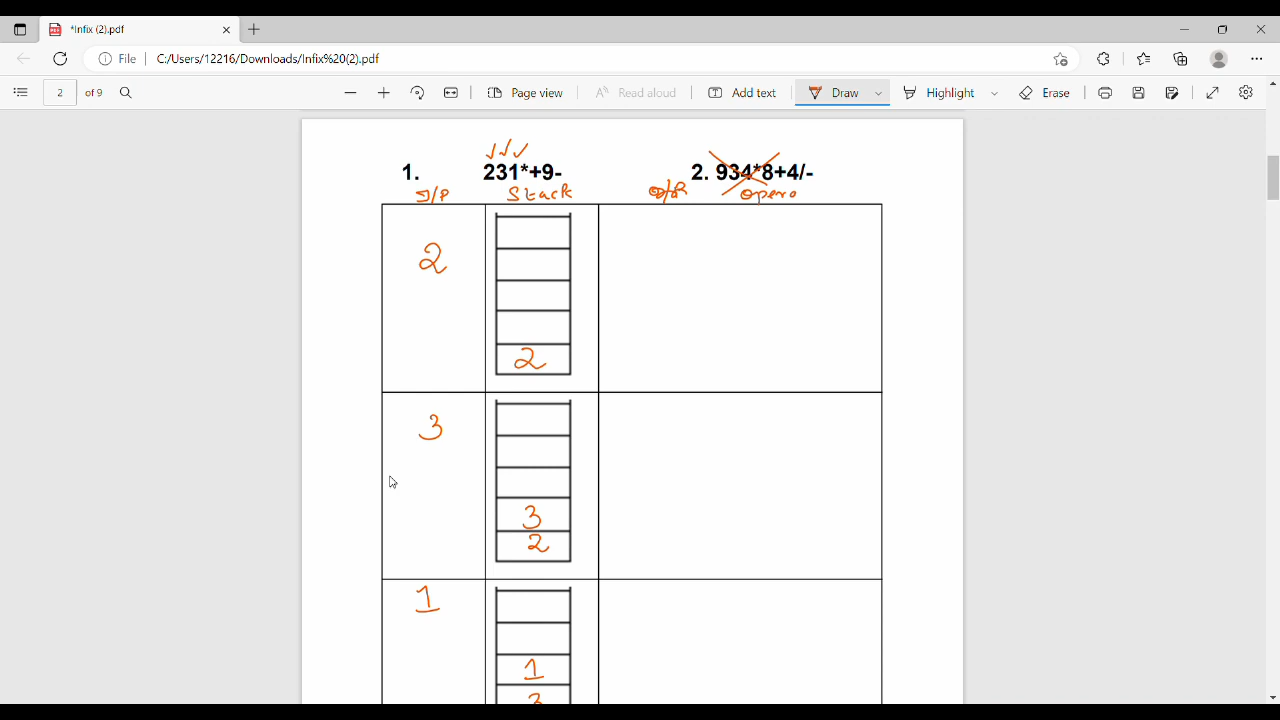 *Infix (2).pdf
File C:/Users/12216/Downloads/Infix%20(2).pdf
2 of 9 Page view Read aloud Add text Draw Highlight Erase
1. 231*+9- 2. 934*8+4/-
I/P Stack Opera
2
2
3
3
2
1
1
3